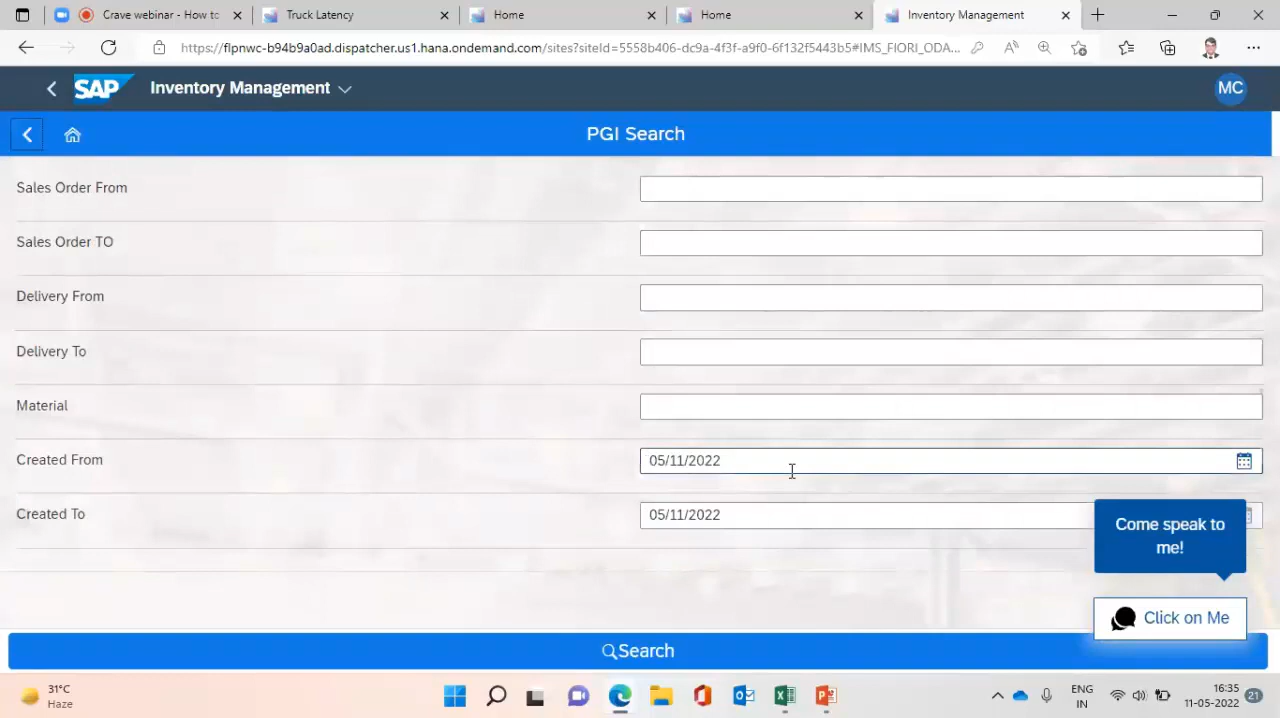 Crave webinar - How to
Truck Latency
Home
Home
Inventory Management
https://flpnwc-b94b9a0ad.dispatcher.us1.hana.ondemand.com/sites?siteId=5558b406-dc9a-4f3f-a9f0-6f132f5443b5#IMS_FIORI_ODA...
SAP
Inventory Management
MC
PGI Search
Sales Order From
Sales Order TO
Delivery From
Delivery To
Material
Created From
05/11/2022
Created To
05/11/2022
Come speak to
me!
Click on Me
Search
31°C
Haze
ENG
IN
16:35
11-05-2022
21